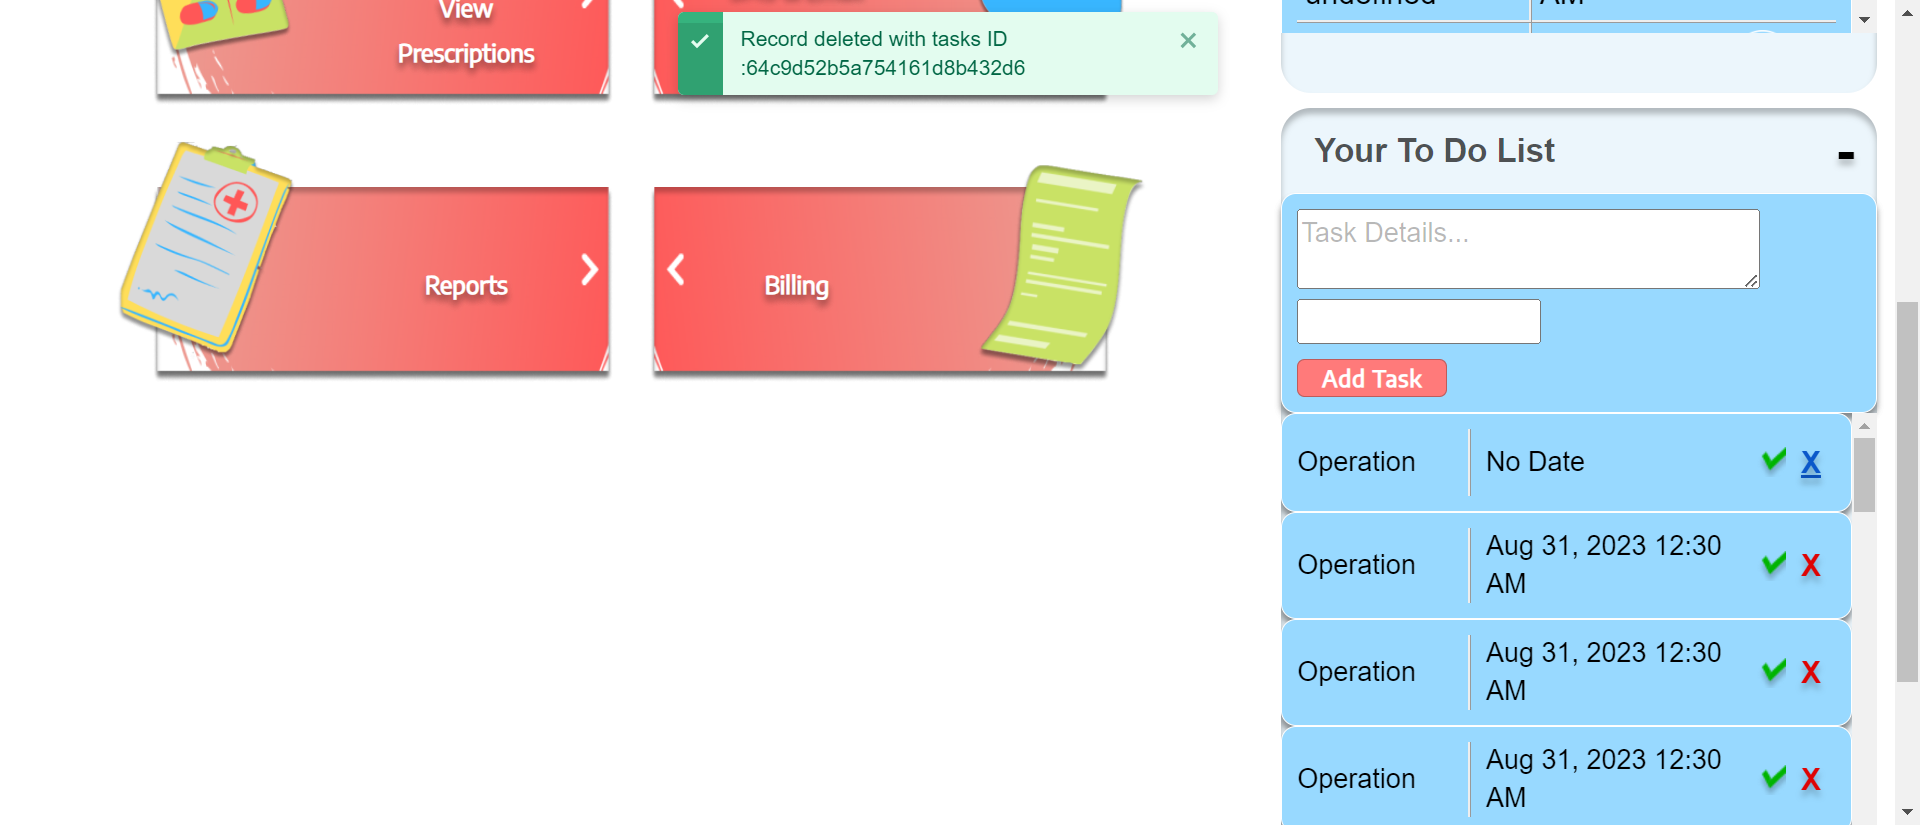 View
Prescriptions
Record deleted with tasks ID
:64c9d52b5a754161d8b432d6
undefined
AM
Your To Do List
Task Details...
Reports
Billing
Add Task
Operation
No Date
X
Operation
Aug 31, 2023 12:30
AM
X
Operation
Aug 31, 2023 12:30
AM
X
Operation
Aug 31, 2023 12:30
AM
X